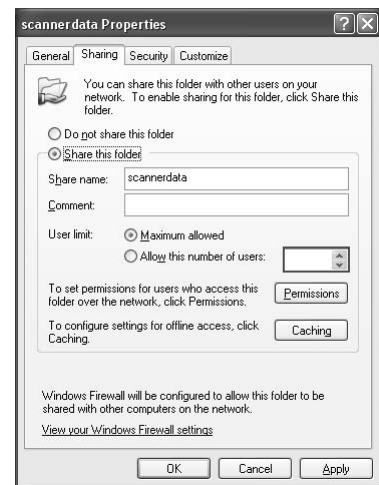 scannerdata Properties
General Sharing Security Customize
You can share this folder with other users on your
network. To enable sharing for this folder, click Share this
folder.
Do not share this folder
Share this folder
Share name: scannerdata
Comment:
User limit: Maximum allowed
Allow this number of users:
To set permissions for users who access this
folder over the network, click Permissions.
Permissions
To configure settings for offline access, click
Caching.
Caching
Windows Firewall will be configured to allow this folder to be
shared with other computers on the network.
View your Windows Firewall settings
OK Cancel Apply